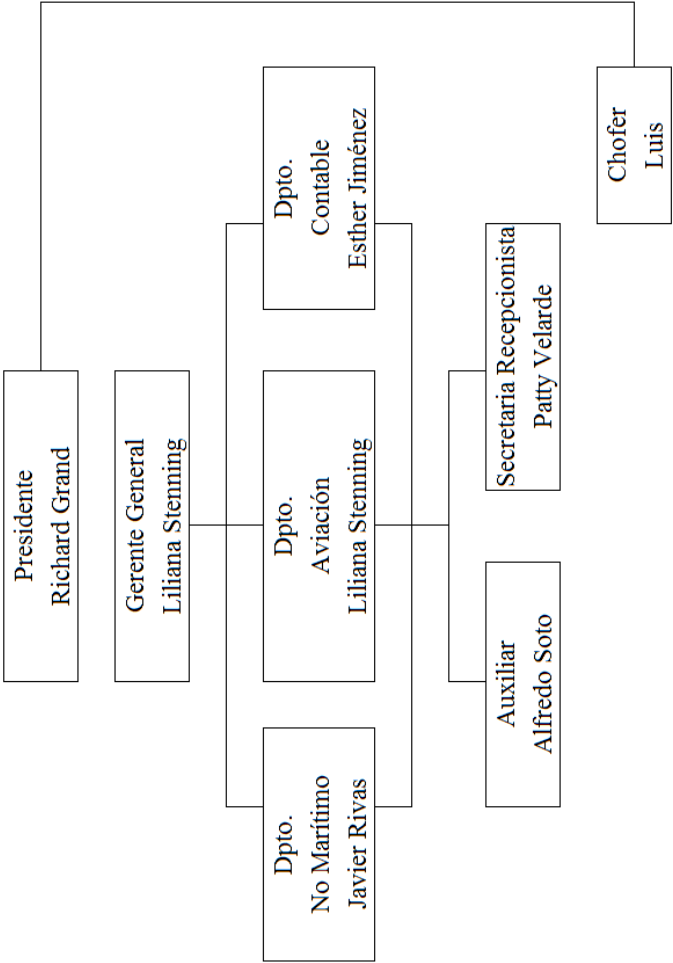 Presidente
Richard Grand
Gerente General
Liliana Stenning
Dpto.
No Marítimo
Javier Rivas
Dpto.
Aviación
Liliana Stenning
Dpto.
Contable
Esther Jiménez
Auxiliar
Alfredo Soto
Secretaria Recepcionista
Patty Velarde
Chofer
Luis